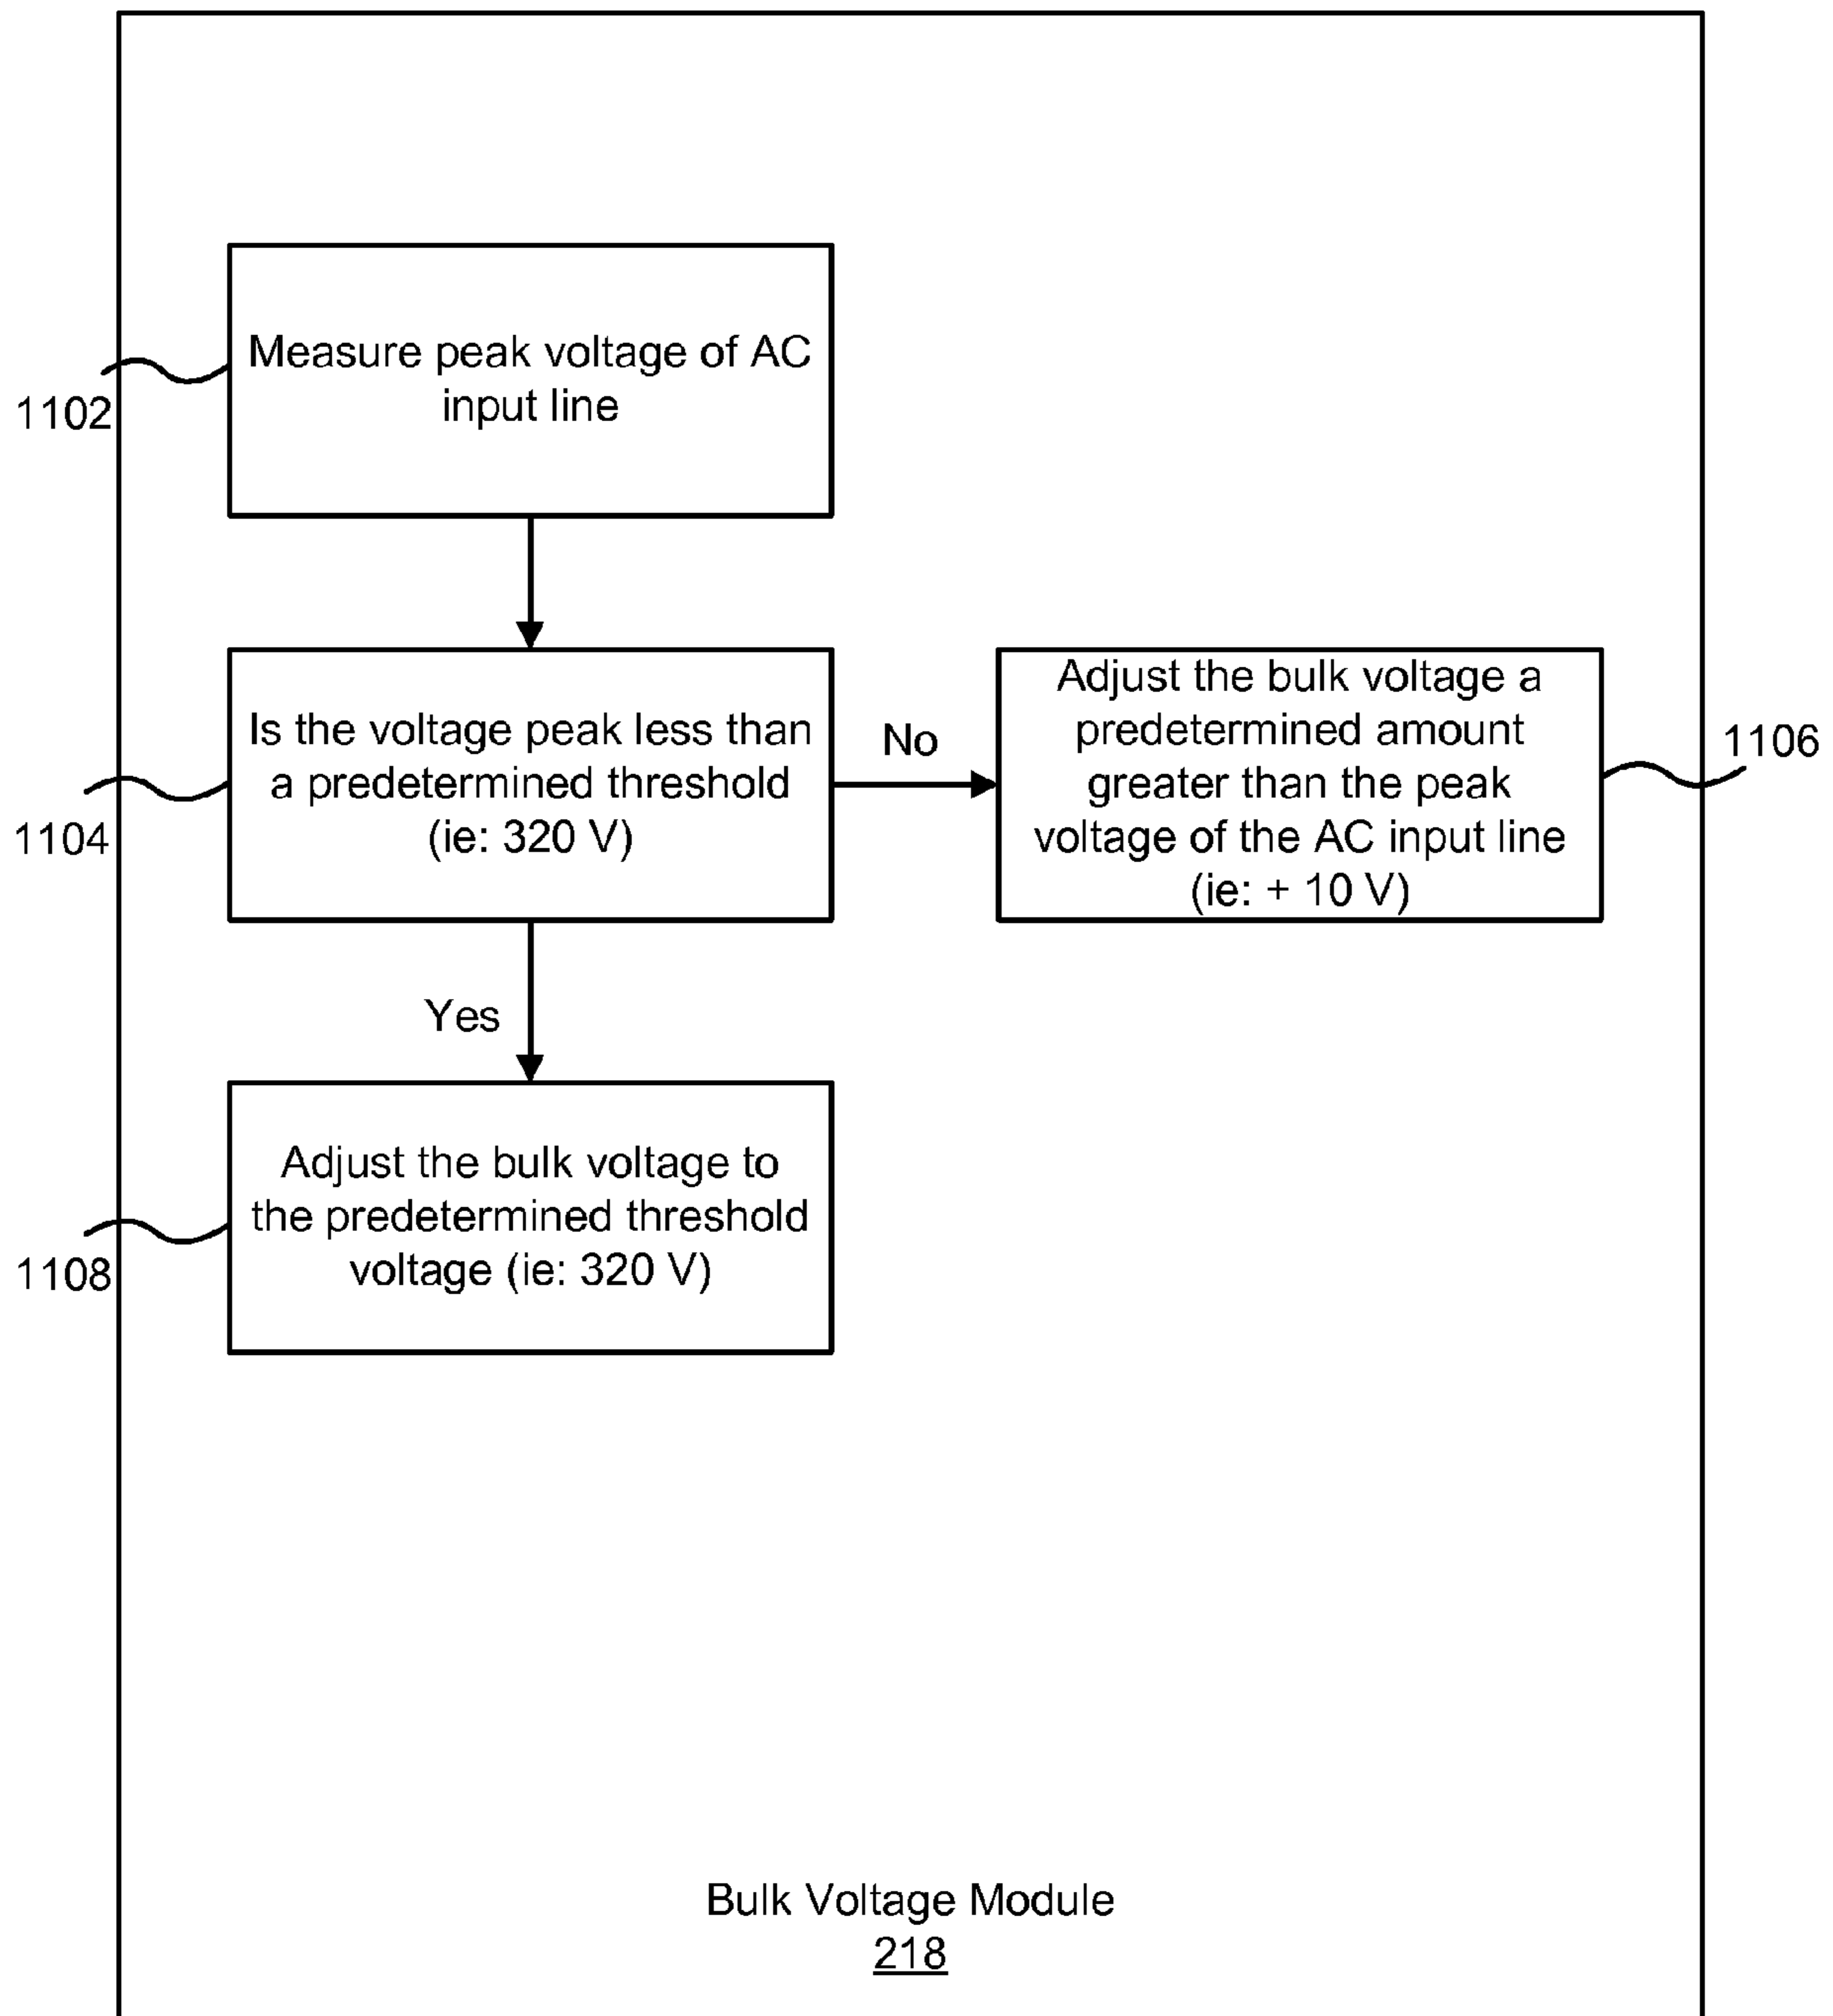 Measure peak voltage of AC
input line
1102
Is the voltage peak less than
a predetermined threshold
(ie: 320 V)
1104
No
Adjust the bulk voltage a
predetermined amount
greater than the peak
voltage of the AC input line
(ie: + 10 V)
1106
Yes
Adjust the bulk voltage to
the predetermined threshold
voltage (ie: 320 V)
1108
Bulk Voltage Module
218